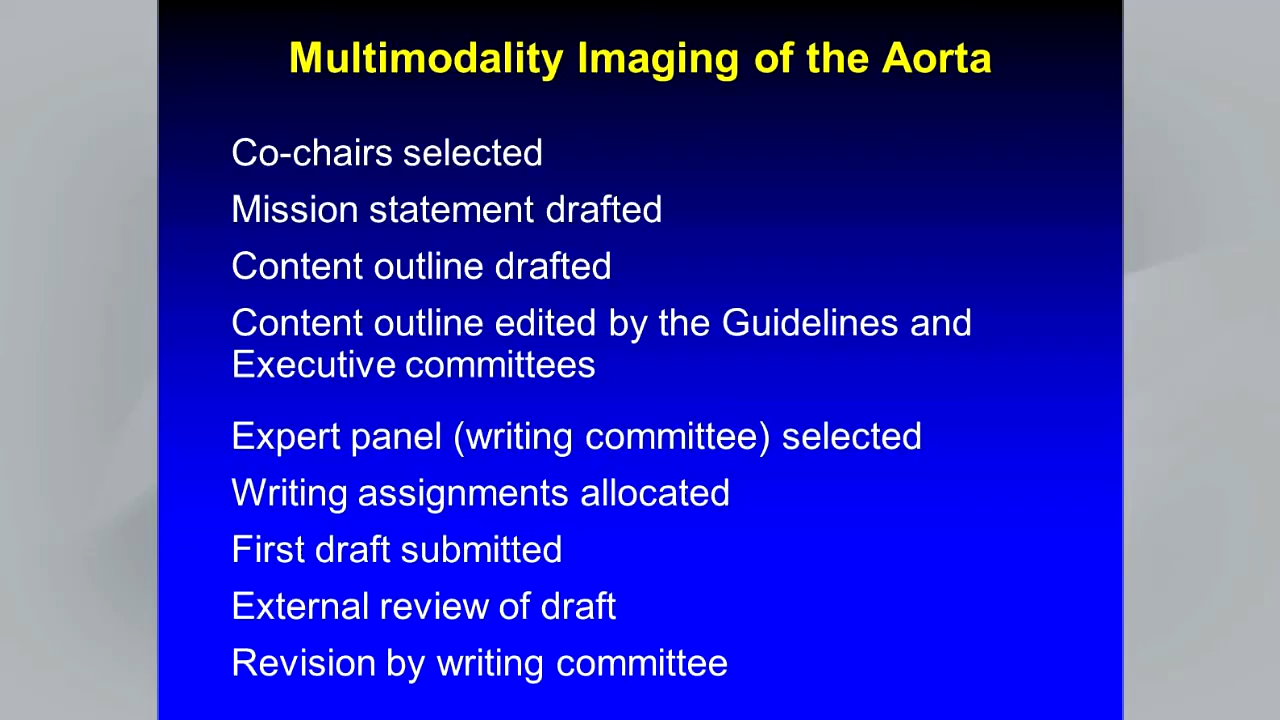 Multimodality Imaging of the Aorta
Co-chairs selected
Mission statement drafted
Content outline drafted
Content outline edited by the Guidelines and
Executive committees
Expert panel (writing committee) selected
Writing assignments allocated
First draft submitted
External review of draft
Revision by writing committee